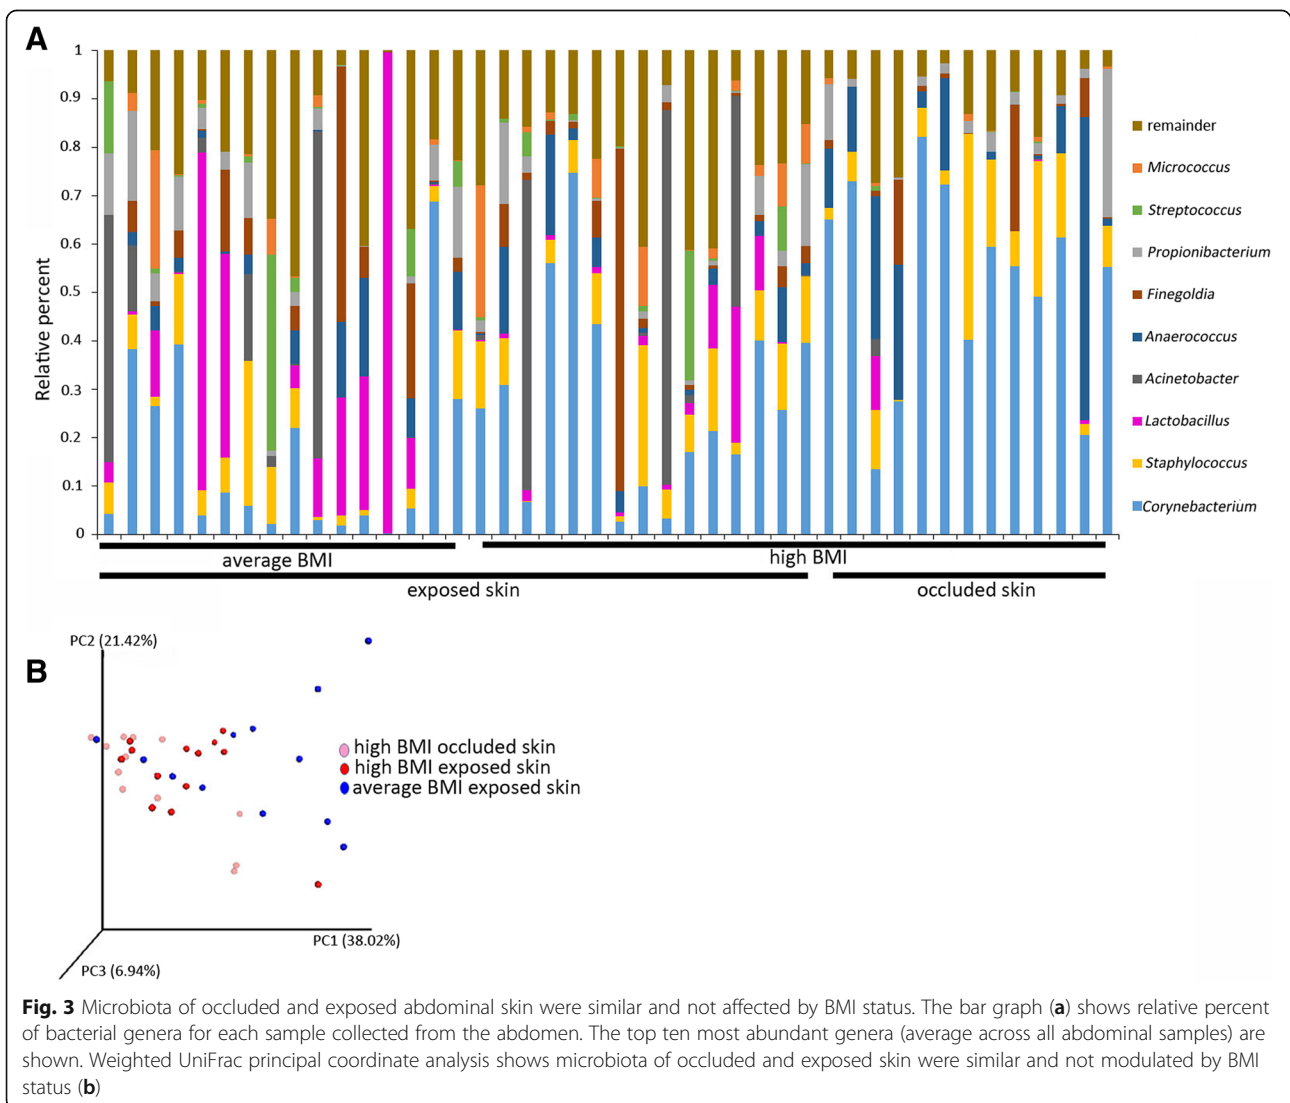 A
1
0.9
0.8
0.7
0.6
0.5
0.4
0.3
0.2
0.1
0
Relative percent
remainder
Micrococcus
Streptococcus
Propionibacterium
Finegoldia
Anaerococcus
Acinetobacter
Lactobacillus
Staphylococcus
Corynebacterium
average BMI
high BMI
exposed skin
occluded skin
B
PC2 (21.42%)
high BMI occluded skin
high BMI exposed skin
average BMI exposed skin
PC1 (38.02%)
PC3 (6.94%)
Fig. 3 Microbiota of occluded and exposed abdominal skin were similar and not affected by BMI status. The bar graph (a) shows relative percent
of bacterial genera for each sample collected from the abdomen. The top ten most abundant genera (average across all abdominal samples) are
shown. Weighted UniFrac principal coordinate analysis shows microbiota of occluded and exposed skin were similar and not modulated by BMI
status (b)